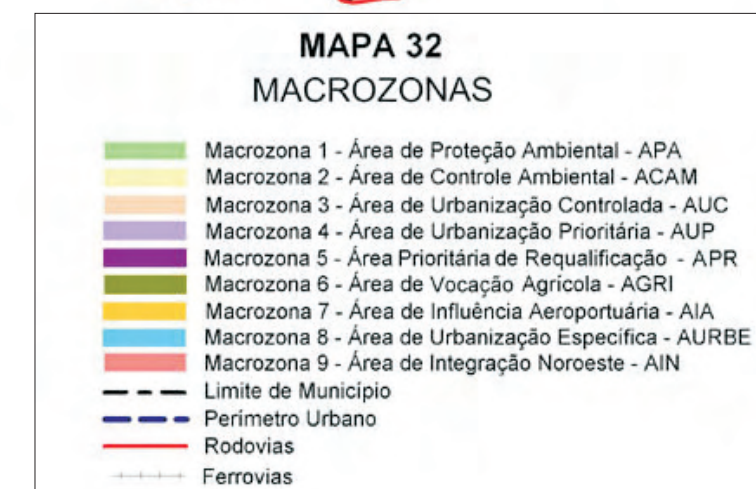 MAPA 32
MACROZONAS
Macrozona 1 - Área de Proteção Ambiental - APA
Macrozona 2 - Área de Controle Ambiental - ACAM
Macrozona 3 - Área de Urbanização Controlada - AUC
Macrozona 4 - Área de Urbanização Prioritária - AUP
Macrozona 5 - Área Prioritária de Requalificação - APR
Macrozona 6 - Área de Vocação Agrícola - AGRI
Macrozona 7 - Área de Influência Aeroportuária - AIA
Macrozona 8 - Área de Urbanização Específica - AURBE
Macrozona 9 - Área de Integração Noroeste - AIN
Limite de Município
Perímetro Urbano
Rodovias
Ferrovias